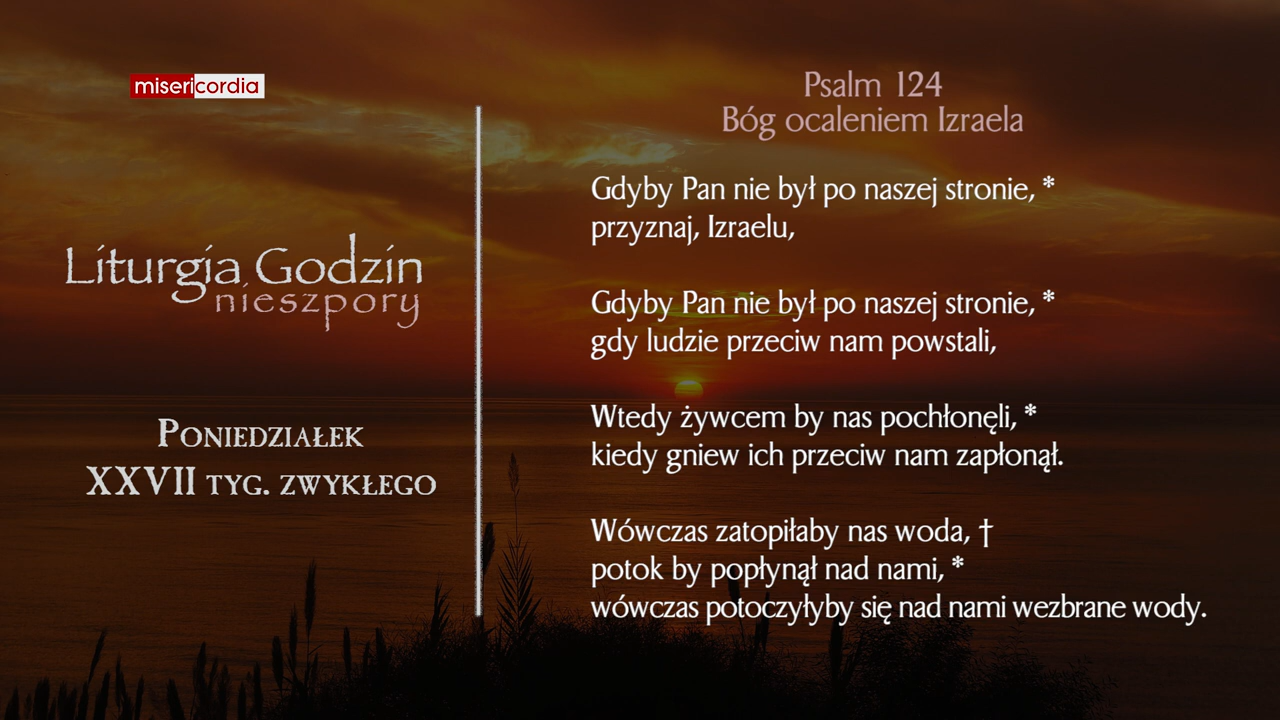 misericordia
Liturgia Godzin
nieszpory
Poniedziałek
XXVII tyg. zwykłego
Psalm 124
Bóg ocaleniem Izraela
Gdyby Pan nie był po naszej stronie, *
przyznaj, Izraelu,
Gdyby Pan nie był po naszej stronie, *
gdy ludzie przeciw nam powstali,
Wtedy żywcem by nas pochłonęli, *
kiedy gniew ich przeciw nam zapłonął.
Wówczas zatopiłaby nas woda, †
potok by popłynął nad nami, *
wówczas potoczyłyby się nad nami wezbrane wody.